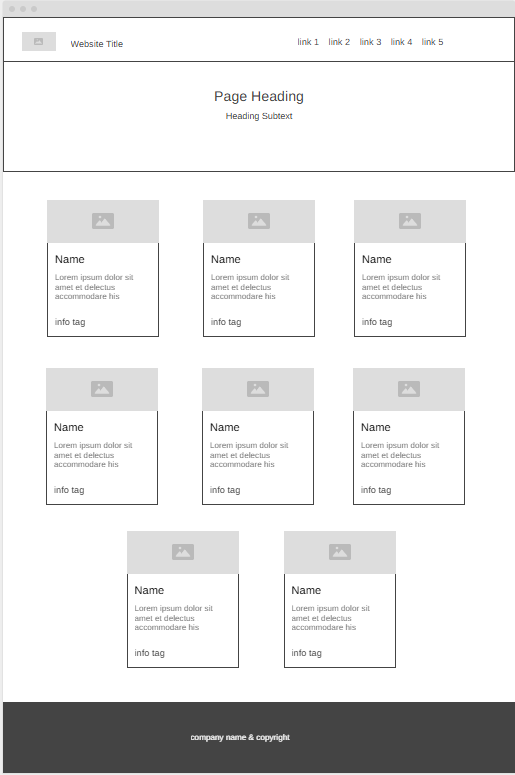 Website Title
link 1 link 2 link 3 link 4 link 5
Page Heading
Heading Subtext
Name
Lorem ipsum dolor sit
amet et delectus
accommodare his
info tag
Name
Lorem ipsum dolor sit
amet et delectus
accommodare his
info tag
Name
Lorem ipsum dolor sit
amet et delectus
accommodare his
info tag
Name
Lorem ipsum dolor sit
amet et delectus
accommodare his
info tag
Name
Lorem ipsum dolor sit
amet et delectus
accommodare his
info tag
Name
Lorem ipsum dolor sit
amet et delectus
accommodare his
info tag
Name
Lorem ipsum dolor sit
amet et delectus
accommodare his
info tag
Name
Lorem ipsum dolor sit
amet et delectus
accommodare his
info tag
company name & copyright